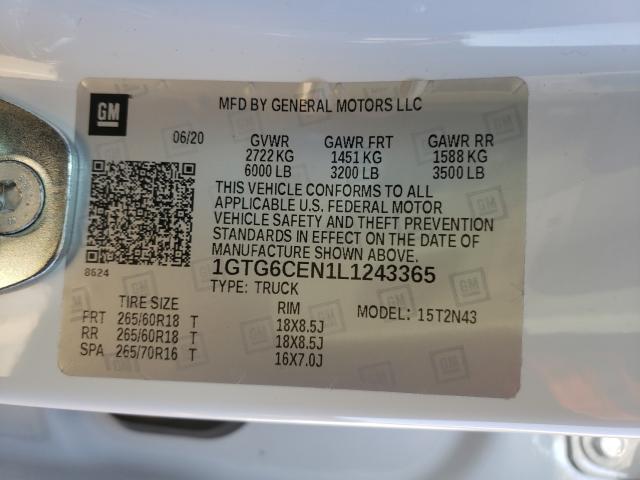 GM
MFD BY GENERAL MOTORS LLC
06/20 GVWR GAWR FRT GAWR RR
2722 KG 1451 KG 1588 KG
6000 LB 3200 LB 3500 LB
THIS VEHICLE CONFORMS TO ALL
APPLICABLE U.S. FEDERAL MOTOR
VEHICLE SAFETY AND THEFT PREVENTION
STANDARDS IN EFFECT ON THE DATE OF
MANUFACTURE SHOWN ABOVE.
8624
1GTG6CEN1L1243365
TYPE: TRUCK
TIRE SIZE RIM MODEL: 15T2N43
FRT 265/60R18 T 18X8.5J
RR 265/60R18 T 18X8.5J
SPA 265/70R16 T 16X7.0J